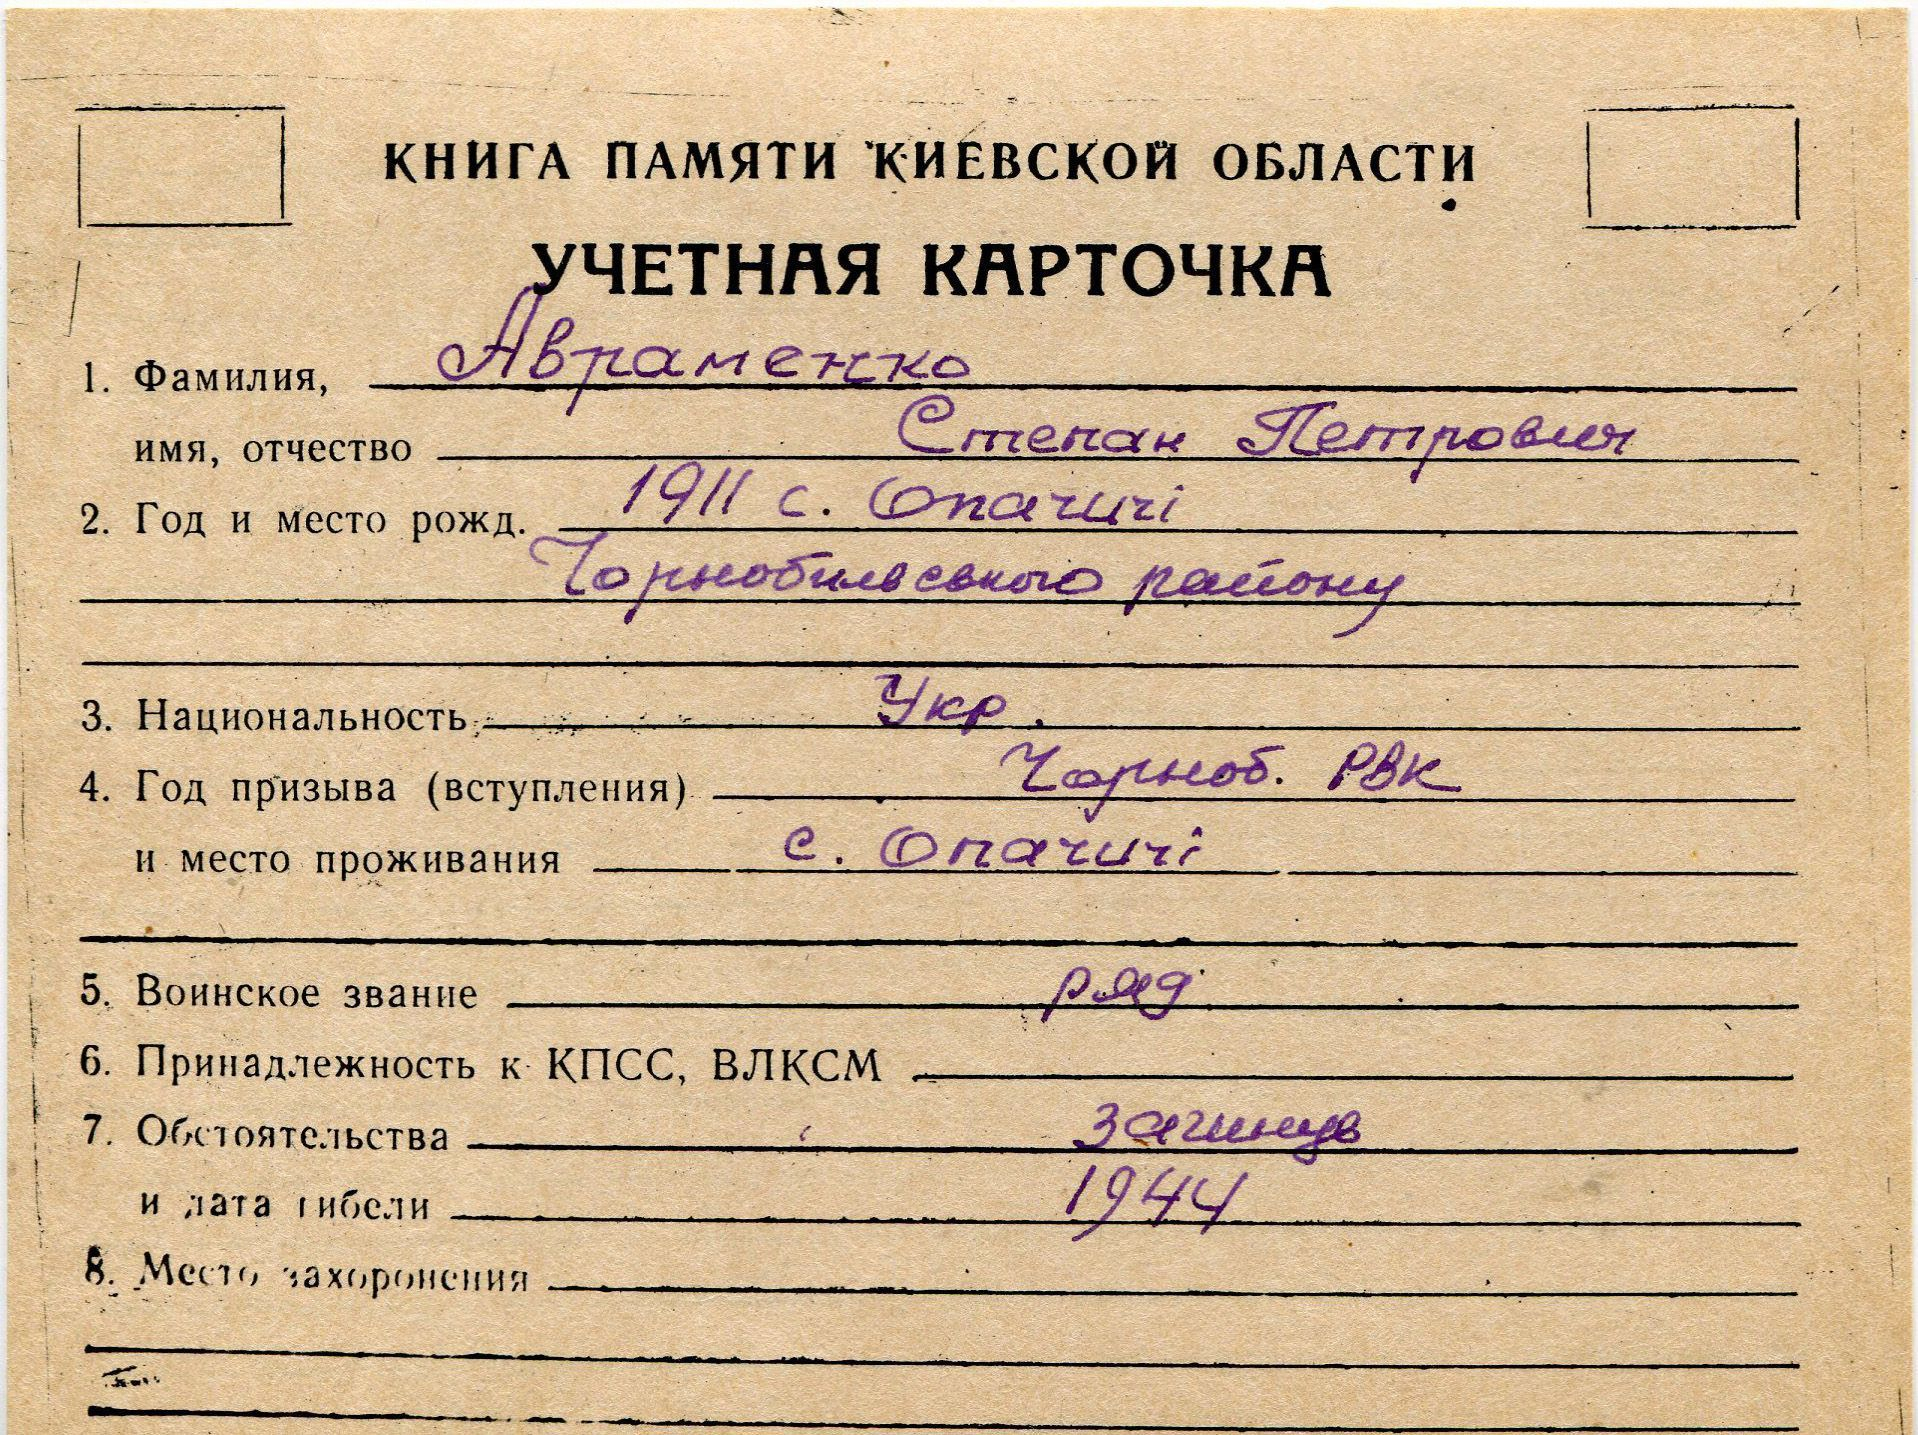 КНИГА ПАМЯТИ КИЕВСКОЙ ОБЛАСТИ
УЧЕТНАЯ КАРТОЧКА
1. Фамилия, Авраменко
имя, отчество Степан Петрович
2. Год и место рожд. 1911 с. Опачичі
Чорнобильського району
3. Национальность Укр.
4. Год призыва (вступления) Чорноб. РВК
и место проживания с. Опачичі
5. Воинское звание ряд.
6. Принадлежность к КПСС, ВЛКСМ
7. Обстоятельства загинув
и дата гибели 1944
8. Место захоронения